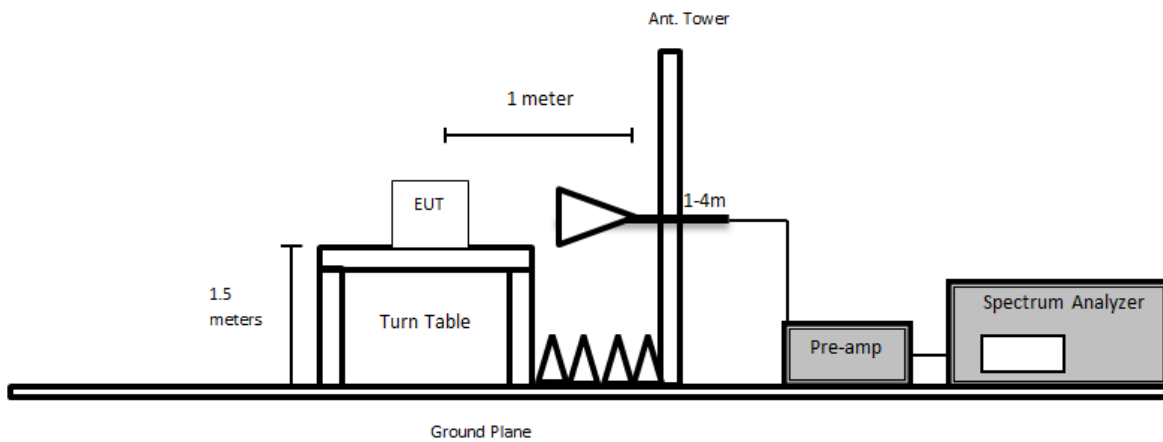 Ant. Tower
1 meter
EUT
1-4m
1.5
meters
Turn Table
Spectrum Analyzer
Pre-amp
Ground Plane